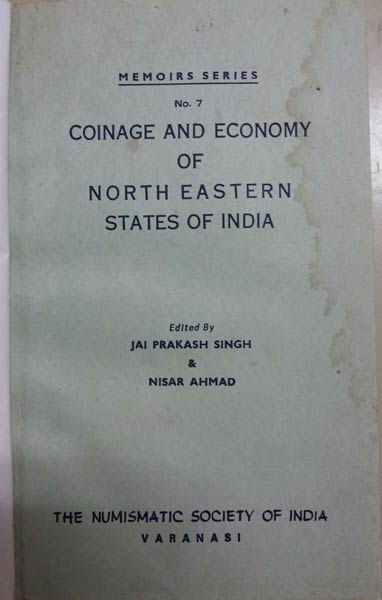 MEMOIRS SERIES
No. 7
COINAGE AND ECONOMY
OF
NORTH EASTERN
STATES OF INDIA
Edited By
JAI PRAKASH SINGH
&
NISAR AHMAD
THE NUMISMATIC SOCIETY OF INDIA
VARANASI